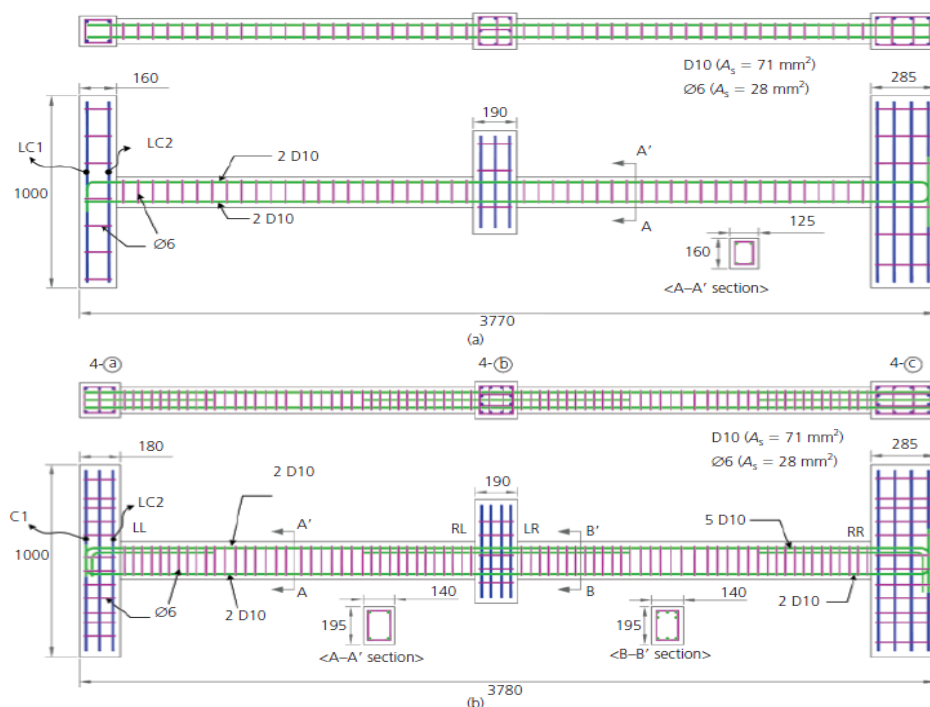 D10 (As = 71 mm²)
Ø6 (As = 28 mm²)
160
285
190
LC1
LC2
2 D10
A'
1000
2 D10
A
125
Ø6
160
<A–A' section>
3770
(a)
4-ⓐ
4-ⓑ
4-ⓒ
D10 (As = 71 mm²)
Ø6 (As = 28 mm²)
180
285
2 D10
190
C1
LC2
LL
A'
RL
LR
B'
5 D10
RR
1000
A
B
Ø6
2 D10
140
140
2 D10
195
195
<A–A' section>
<B–B' section>
3780
(b)